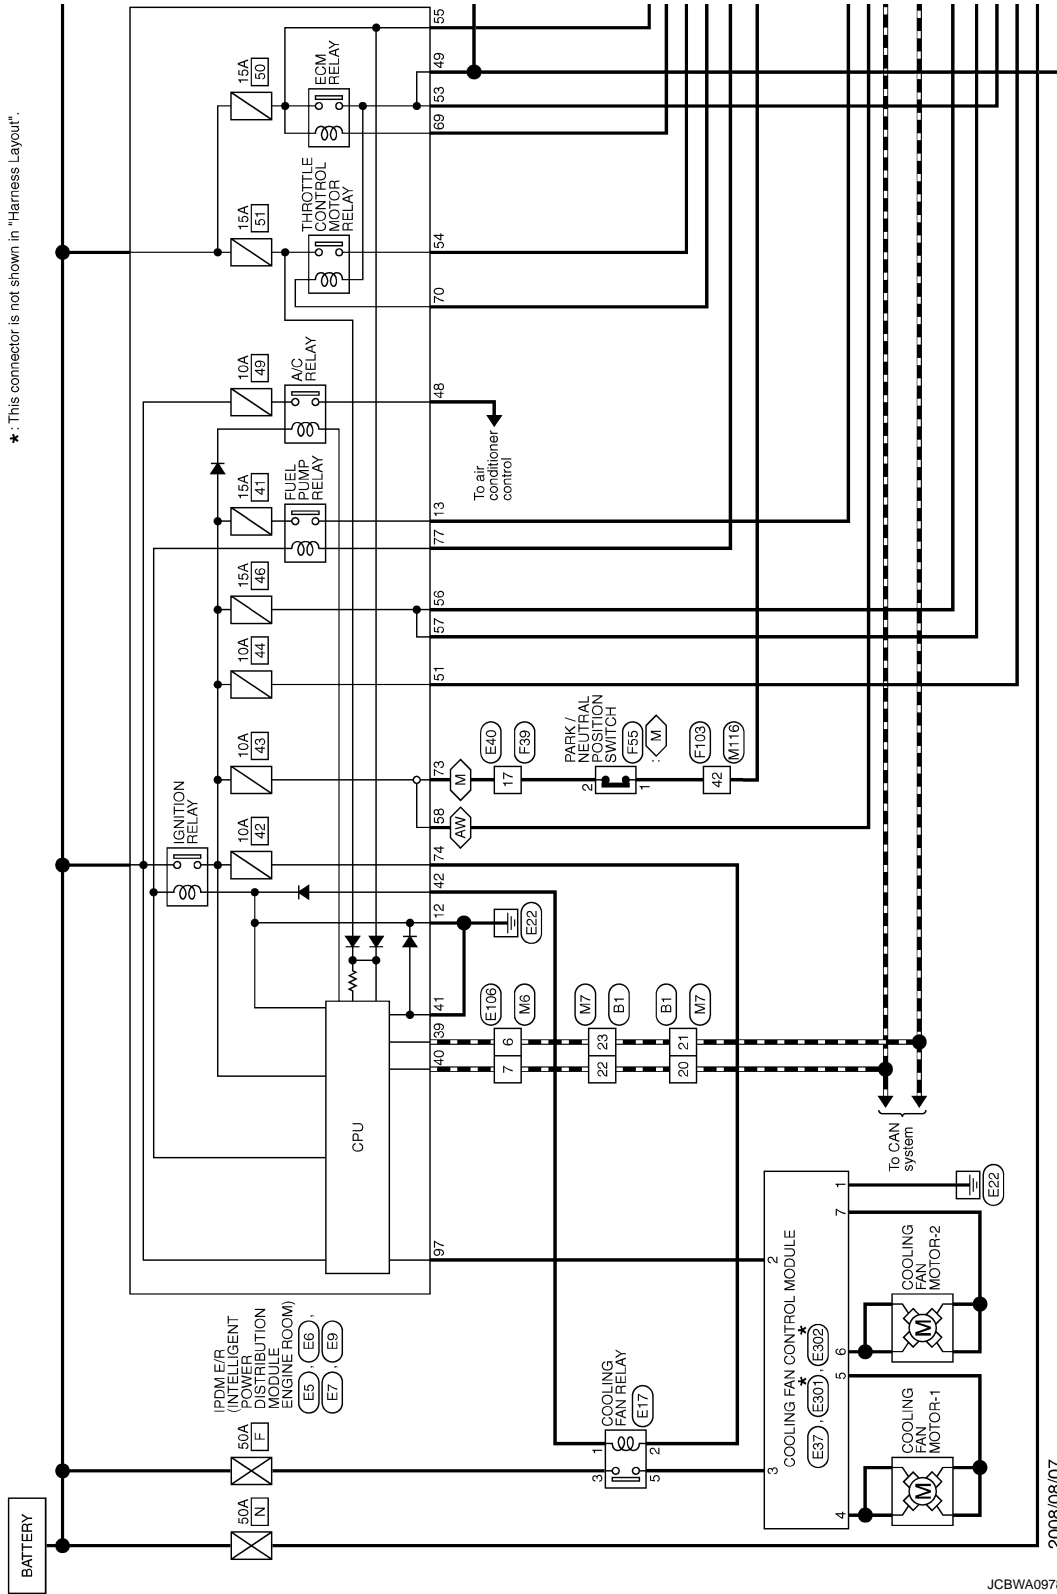 * : This connector is not shown in "Harness Layout".
BATTERY
50A
N
50A
F
IPDM E/R
(INTELLIGENT
POWER
DISTRIBUTION
MODULE
ENGINE ROOM)
E5 , E6 ,
E7 , E9
IGNITION
RELAY
10A
42
10A
43
10A
44
15A
46
15A
41
FUEL
PUMP
RELAY
10A
49
A/C
RELAY
15A
51
THROTTLE
CONTROL
MOTOR
RELAY
15A
50
ECM
RELAY
CPU
97
40
39
41
12
42
74
58
73
51
57
56
77
13
48
70
54
69
53
49
55
AW
M
E40
17
F39
PARK /
NEUTRAL
POSITION
SWITCH
2
1
F55
: M
F103
42
M116
To air
conditioner
control
E22
E106
M6
7
6
M7
B1
22
23
B1
M7
20
21
To CAN
system
COOLING
FAN RELAY
E17
1
2
3
5
COOLING FAN CONTROL MODULE
E37 , E301 * , E302 *
3
2
4
5
6
7
1
E22
COOLING
FAN
MOTOR-1
M
COOLING
FAN
MOTOR-2
M
2008/08/07